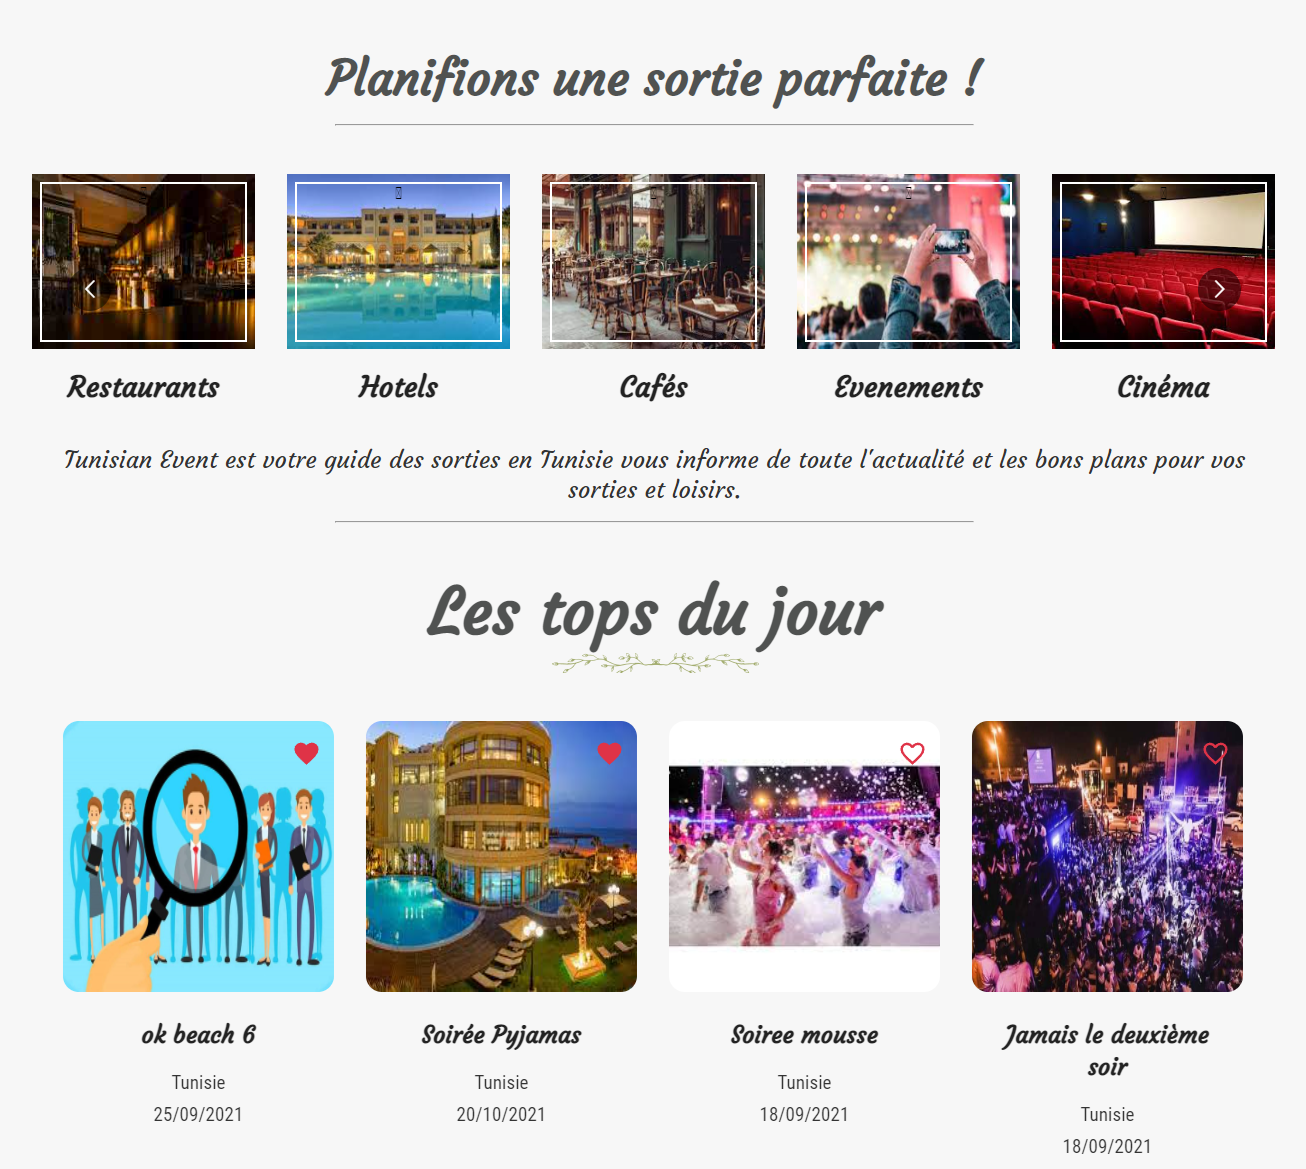 Planifions une sortie parfaite !
Restaurants
Hotels
Cafés
Evenements
Cinéma
Tunisian Event est votre guide des sorties en Tunisie vous informe de toute l'actualité et les bons plans pour vos
sorties et loisirs.
Les tops du jour
ok beach 6
Soirée Pyjamas
Soiree mousse
Jamais le deuxième
soir
Tunisie
25/09/2021
Tunisie
20/10/2021
Tunisie
18/09/2021
Tunisie
18/09/2021